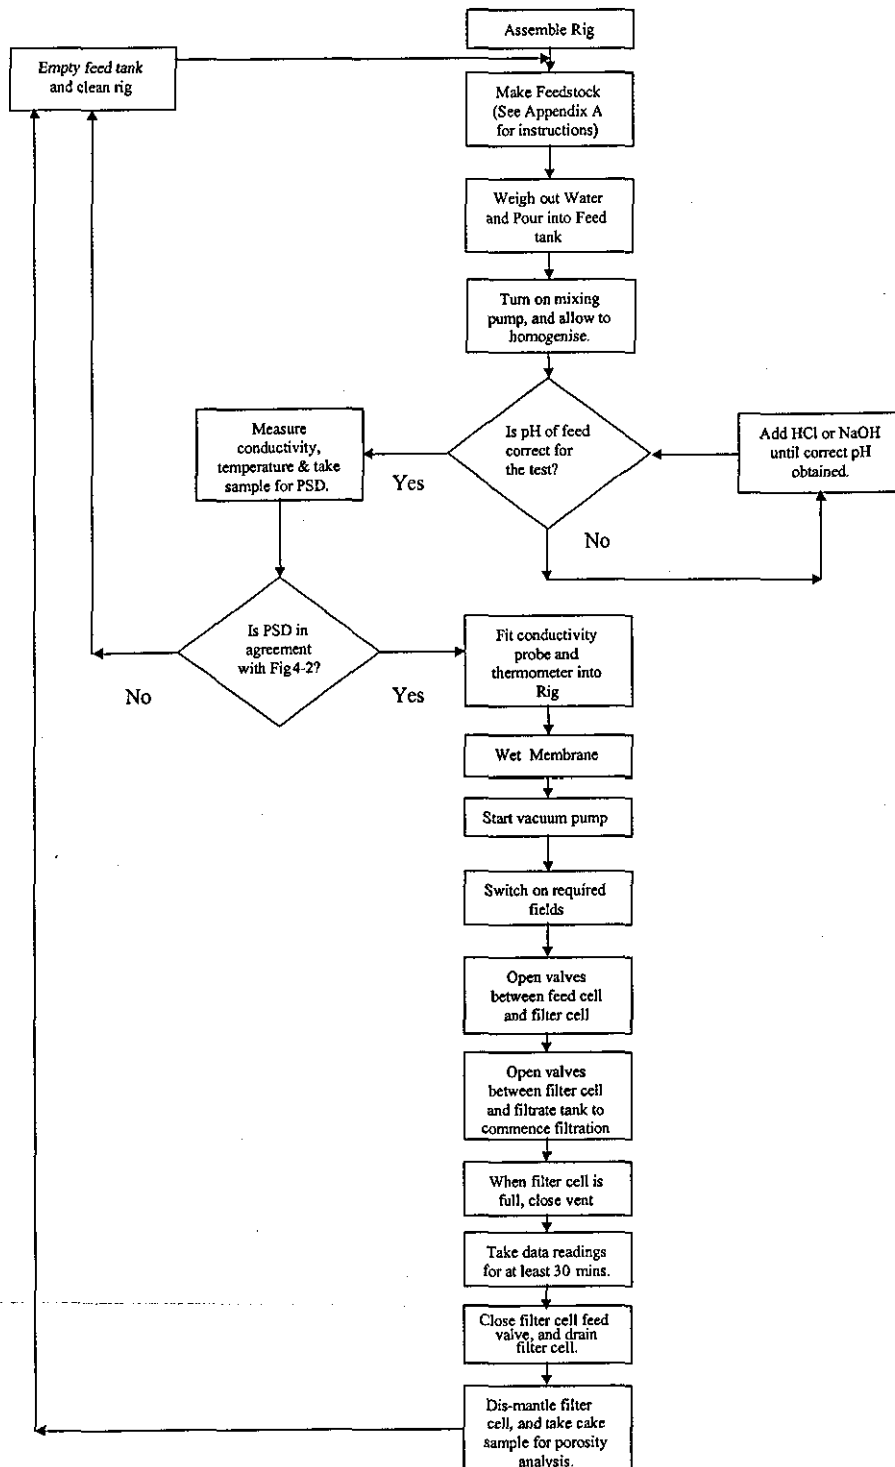 Assemble Rig
Empty feed tank
and clean rig
Make Feedstock
(See Appendix A
for instructions)
Weigh out Water
and Pour into Feed
tank
Turn on mixing
pump, and allow to
homogenise.
Is pH of feed
correct for
the test?
Add HCl or NaOH
until correct pH
obtained.
Measure
conductivity,
temperature & take
sample for PSD.
Yes
No
Is PSD in
agreement
with Fig 4-2?
No
Yes
Fit conductivity
probe and
thermometer into
Rig
Wet Membrane
Start vacuum pump
Switch on required
fields
Open valves
between feed cell
and filter cell
Open valves
between filter cell
and filtrate tank to
commence filtration
When filter cell is
full, close vent
Take data readings
for at least 30 mins.
Close filter cell feed
valve, and drain
filter cell.
Dis-mantle filter
cell, and take cake
sample for porosity
analysis.